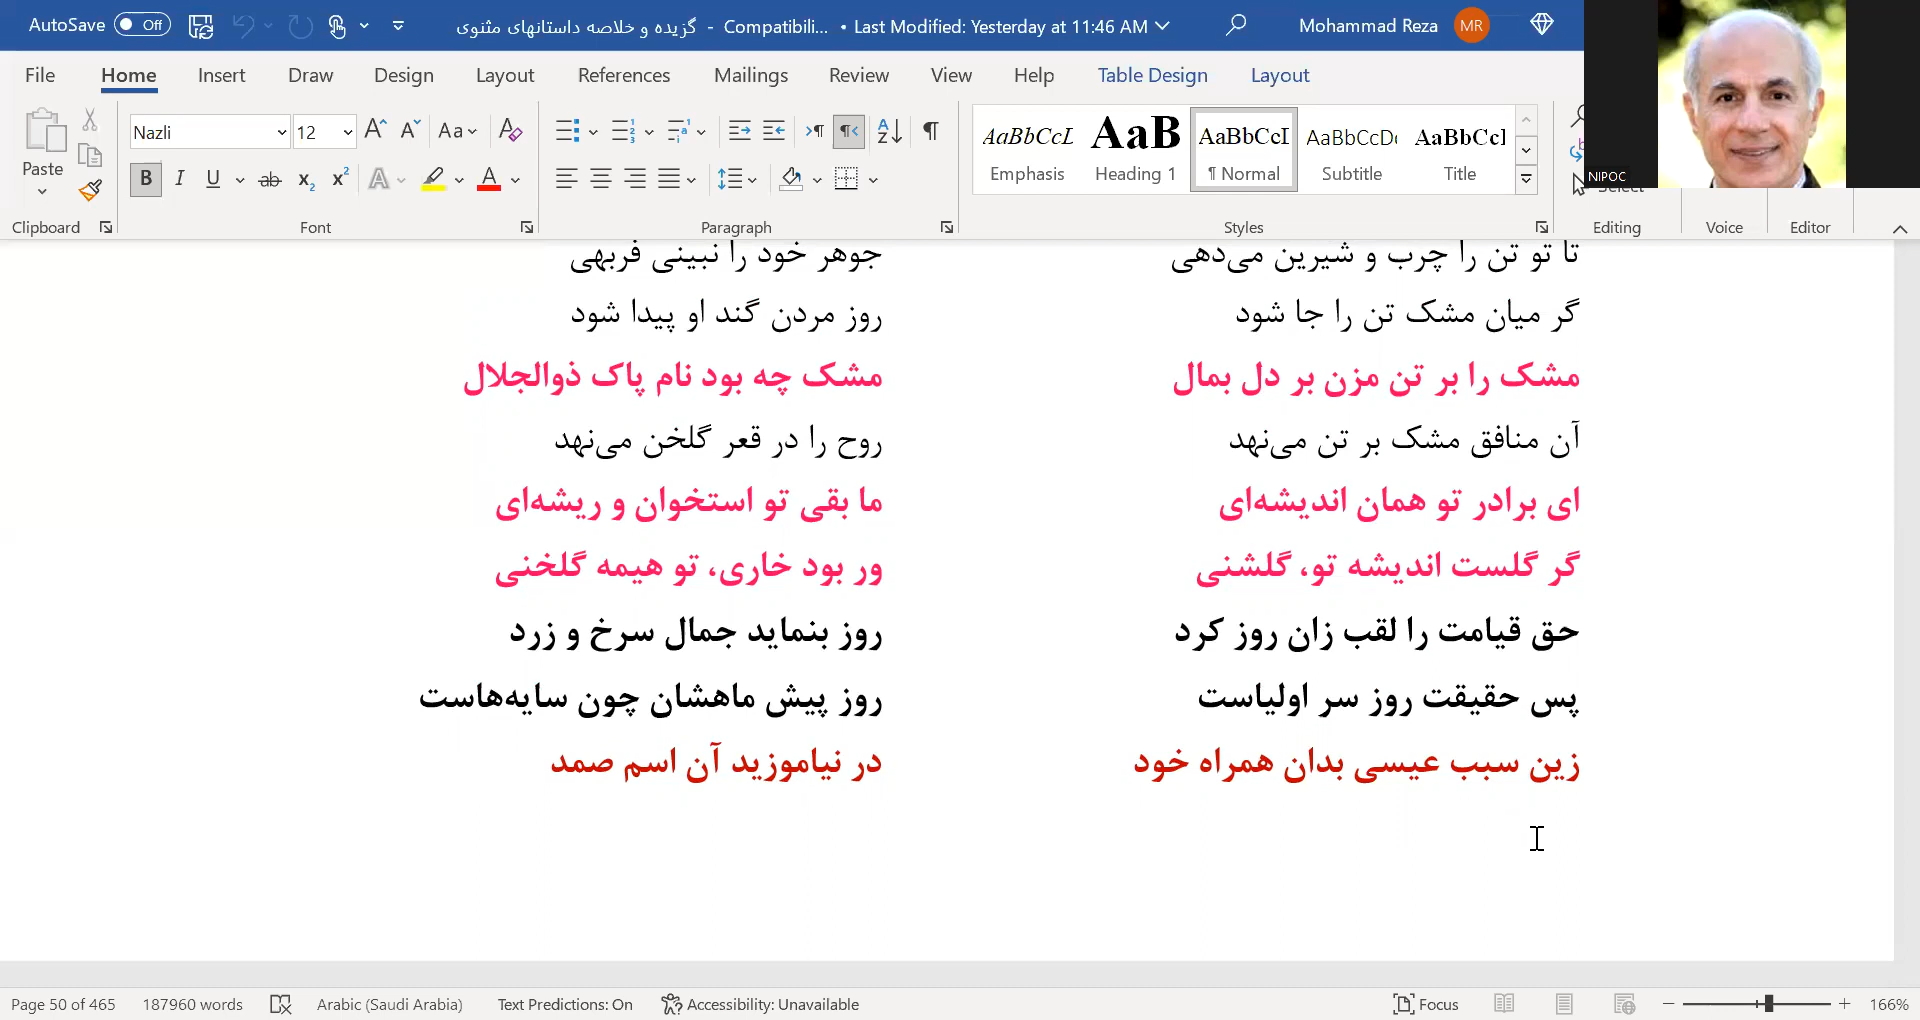 AutoSave Off گزیده و خلاصه داستانهای مثنوی - Compatibili... • Last Modified: Yesterday at 11:46 AM Mohammad Reza MR
File Home Insert Draw Design Layout References Mailings Review View Help Table Design Layout
Nazli 12 Aa
Paste
B I U ab x2 x2 A A
AaBbCcI AaB AaBbCcI AaBbCcD AaBbCcI
Emphasis Heading 1 ¶ Normal Subtitle Title
Select
NIPOC
Clipboard Font Paragraph Styles Editing Voice Editor
تا تو تن را چرب و شیرین می‌دهی جوهر خود را نبینی فربهی
گر میان مشک تن را جا شود روز مردن گند او پیدا شود
مشک را بر تن مزن بر دل بمال مشک چه بود نام پاک ذوالجلال
آن منافق مشک بر تن می‌نهد روح را در قعر گلخن می‌نهد
ای برادر تو همان اندیشه‌ای ما بقی تو استخوان و ریشه‌ای
گر گلست اندیشه تو، گلشنی ور بود خاری، تو هیمه گلخنی
حق قیامت را لقب زان روز کرد روز بنماید جمال سرخ و زرد
پس حقیقت روز سر اولیاست روز پیش ماهشان چون سایه‌هاست
زین سبب عیسی بدان همراه خود در نیاموزید آن اسم صمد
Page 50 of 465 187960 words Arabic (Saudi Arabia) Text Predictions: On Accessibility: Unavailable Focus 166%